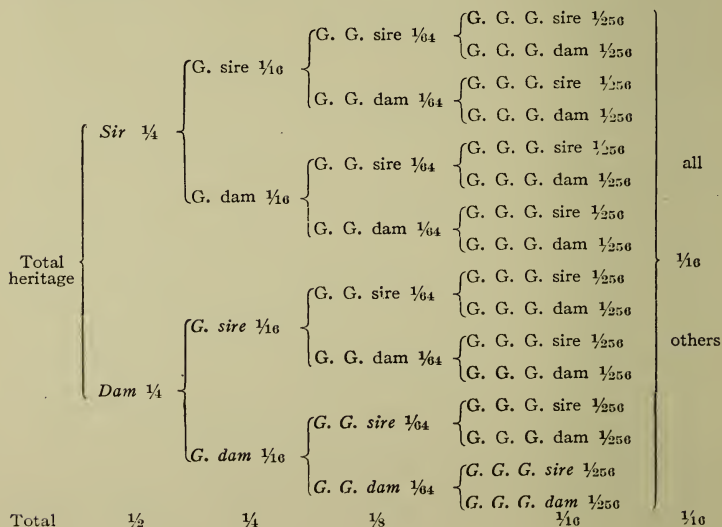 G. G. G. sire 1/256
G. G. sire 1/64
G. G. G. dam 1/256
G. sire 1/16
G. G. G. sire 1/256
G. G. dam 1/64
G. G. G. dam 1/256
Sir 1/4
G. G. G. sire 1/256
G. G. sire 1/64
all
G. G. G. dam 1/256
G. dam 1/16
G. G. G. sire 1/256
G. G. dam 1/64
G. G. G. dam 1/256
Total
heritage
1/16
G. G. G. sire 1/256
G. G. sire 1/64
G. G. G. dam 1/256
G. sire 1/16
G. G. G. sire 1/256
others
G. G. dam 1/64
G. G. G. dam 1/256
Dam 1/4
G. G. G. sire 1/256
G. G. sire 1/64
G. G. G. dam 1/256
G. dam 1/16
G. G. G. sire 1/256
G. G. dam 1/64
G. G. G. dam 1/256
Total 1/2 1/4 1/8 1/16 1/16